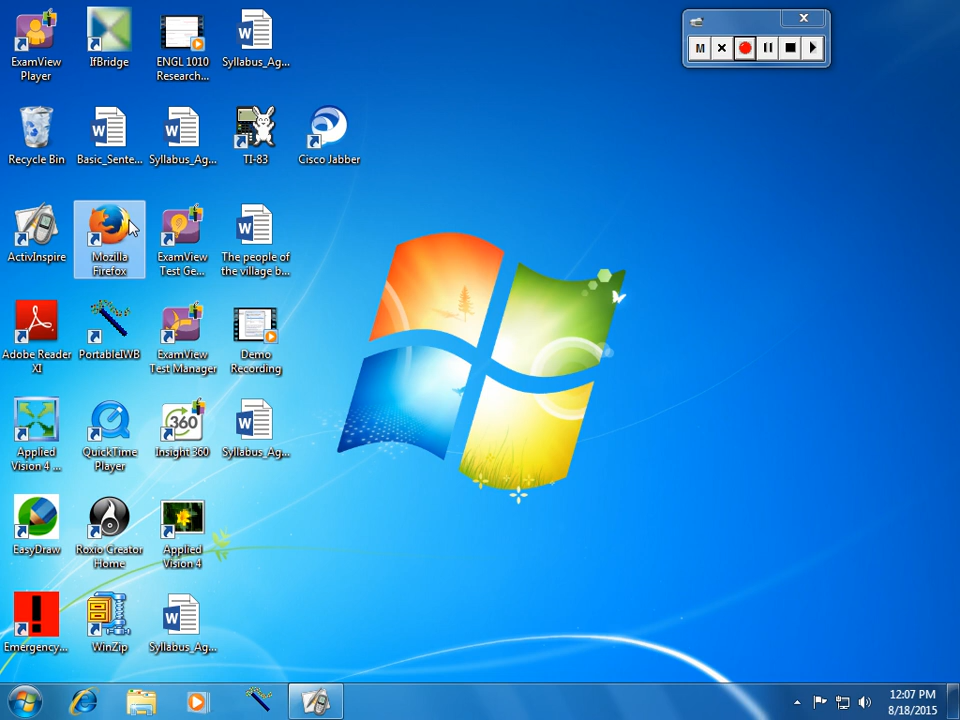 ExamView
Player
IfBridge
ENGL 1010
Research...
Syllabus_Ag...
Recycle Bin
Basic_Sente...
Syllabus_Ag...
TI-83
Cisco Jabber
ActivInspire
Mozilla
Firefox
ExamView
Test Ge...
The people of
the village b...
Adobe Reader
XI
PortableIWB
ExamView
Test Manager
Demo
Recording
Applied
Vision 4 ...
QuickTime
Player
360
Insight 360
Syllabus_Ag...
EasyDraw
Roxio Creator
Home
Applied
Vision 4
Emergency...
WinZip
Syllabus_Ag...
M
12:07 PM
8/18/2015